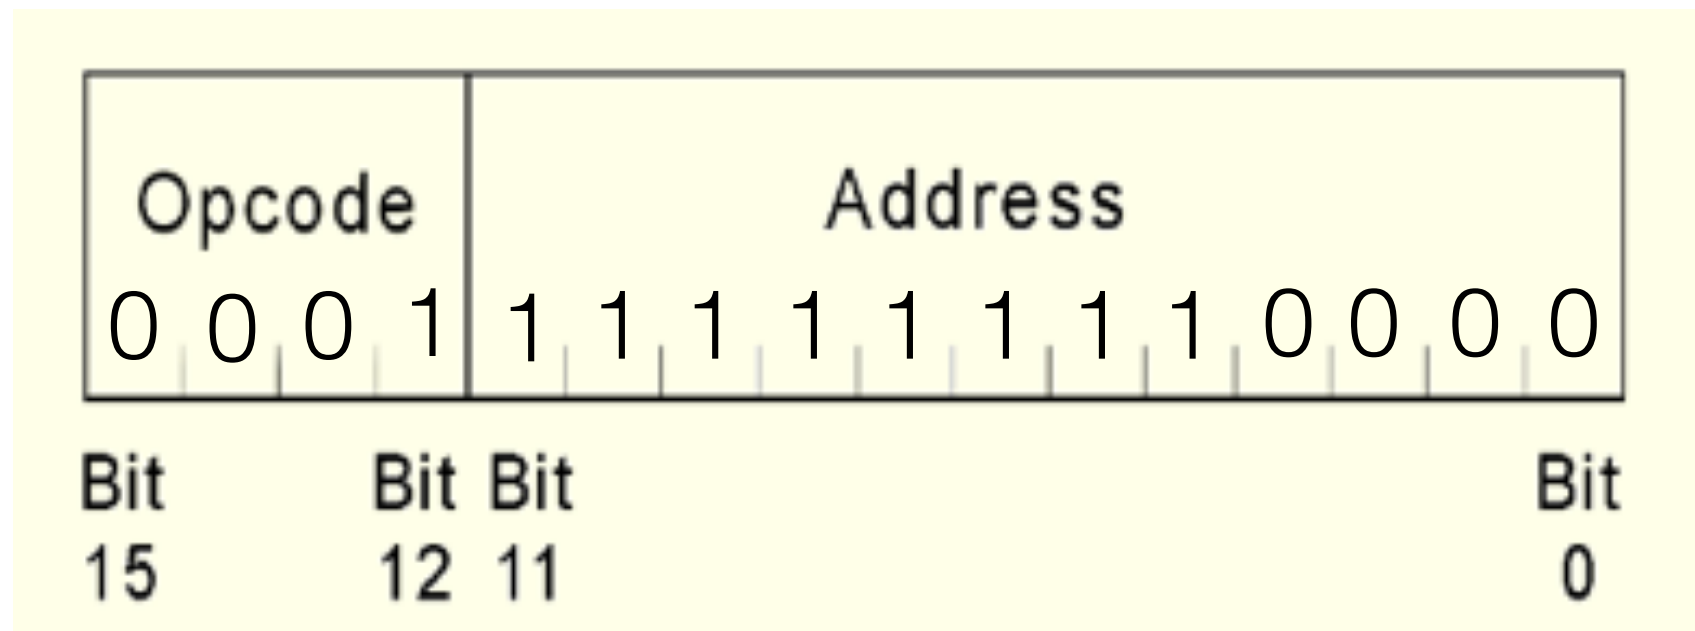 Opcode Address
0 0 0 1 1 1 1 1 1 1 1 1 0 0 0 0
Bit Bit Bit Bit
15 12 11 0